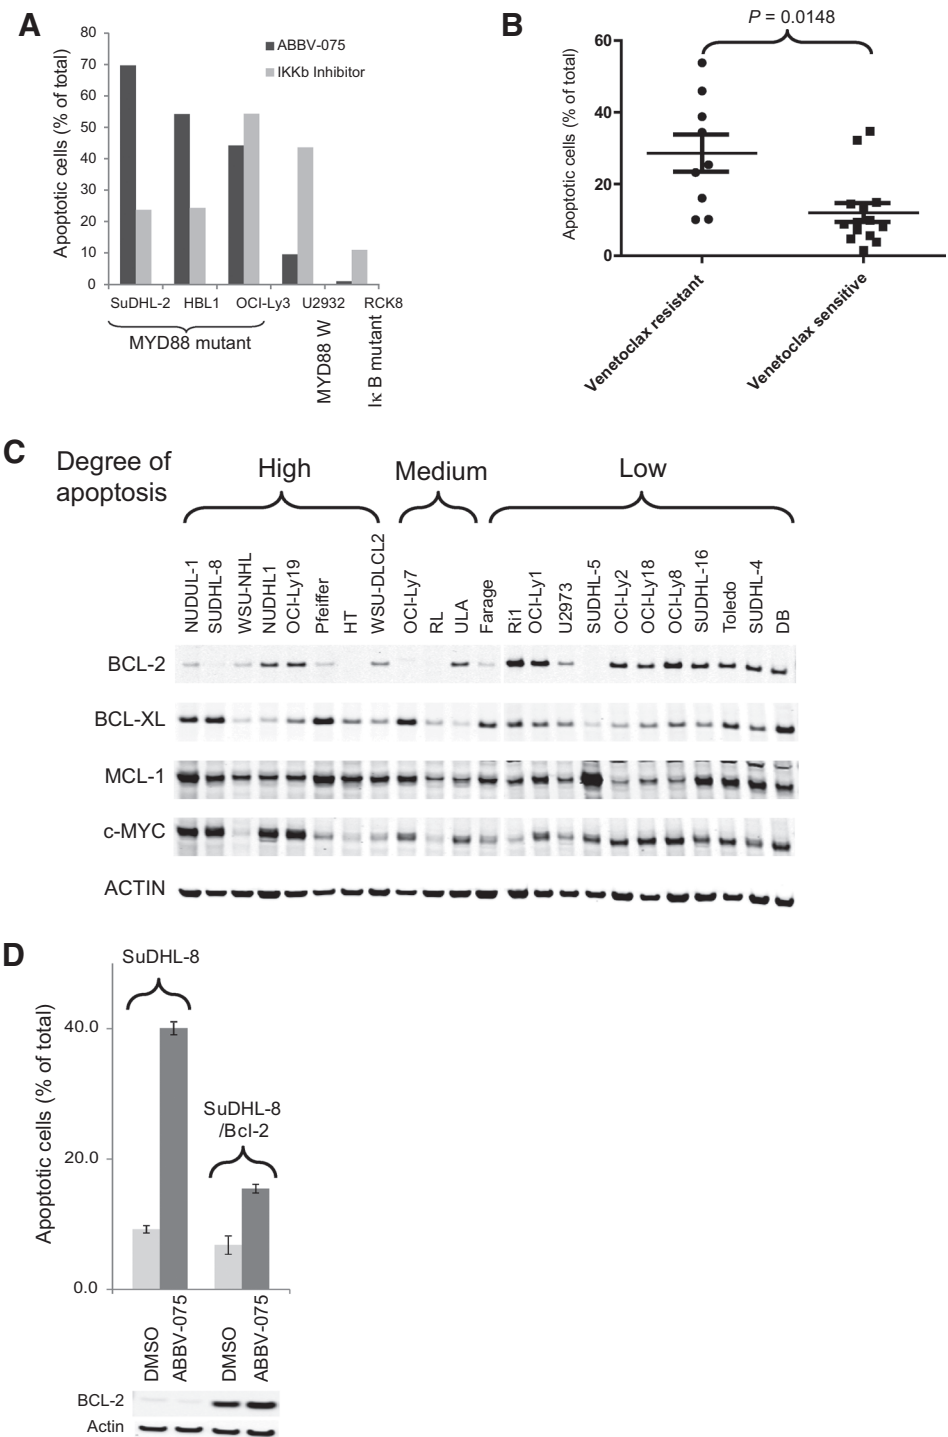 A
80
70
60
50
40
30
20
10
0
Apoptotic cells (% of total)
ABBV-075
IKKb Inhibitor
SuDHL-2 HBL1 OCI-Ly3 U2932 RCK8
MYD88 mutant
MYD88 W
Iκ B mutant
B
P = 0.0148
60
40
20
0
Apoptotic cells (% of total)
Venetoclax resistant
Venetoclax sensitive
C
Degree of
apoptosis
High
Medium
Low
NUDUL-1
SUDHL-8
WSU-NHL
NUDHL1
OCI-Ly19
Pfeiffer
HT
WSU-DLCL2
OCI-Ly7
RL
ULA
Farage
Ri1
OCI-Ly1
U2973
SUDHL-5
OCI-Ly2
OCI-Ly18
OCI-Ly8
SUDHL-16
Toledo
SUDHL-4
DB
BCL-2
BCL-XL
MCL-1
c-MYC
ACTIN
D
SuDHL-8
SuDHL-8
/Bcl-2
40.0
20.0
0.0
Apoptotic cells (% of total)
DMSO
ABBV-075
DMSO
ABBV-075
BCL-2
Actin